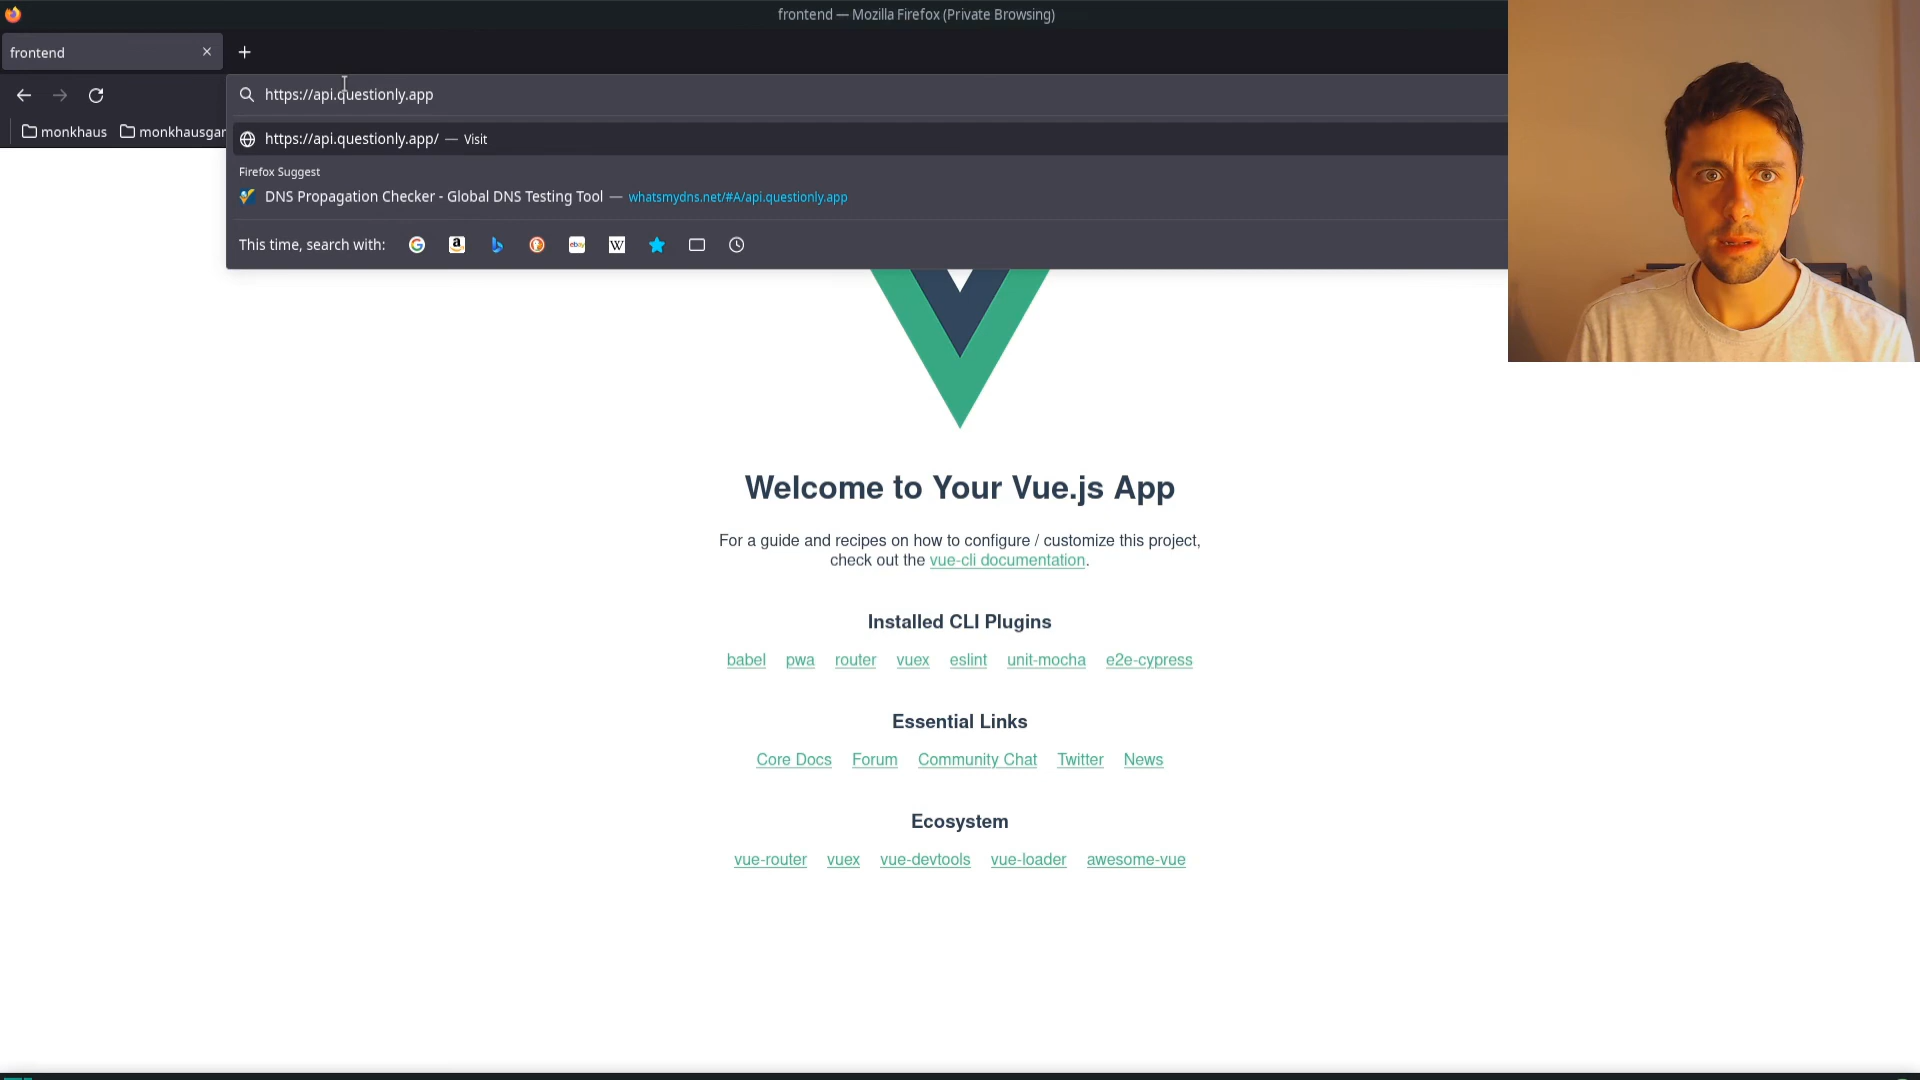 frontend — Mozilla Firefox (Private Browsing)
frontend
https://api.questionly.app
monkhaus monkhausgar
https://api.questionly.app/ — Visit
Firefox Suggest
DNS Propagation Checker - Global DNS Testing Tool — whatsmydns.net/#A/api.questionly.app
This time, search with:
Welcome to Your Vue.js App
For a guide and recipes on how to configure / customize this project,
check out the vue-cli documentation.
Installed CLI Plugins
babel pwa router vuex eslint unit-mocha e2e-cypress
Essential Links
Core Docs Forum Community Chat Twitter News
Ecosystem
vue-router vuex vue-devtools vue-loader awesome-vue